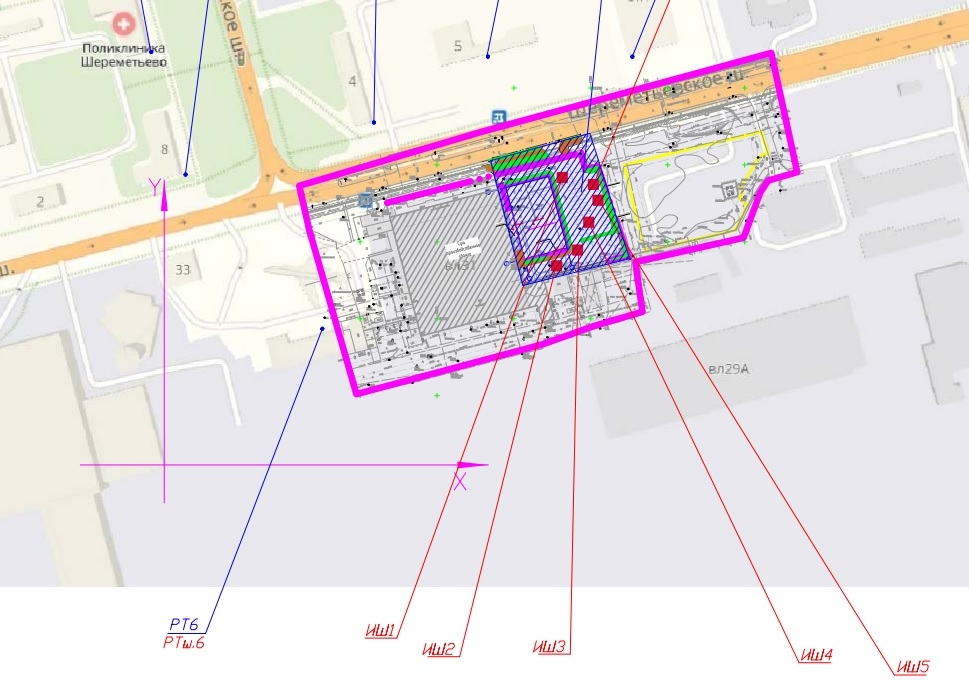 Поликлиника
Шереметьево
ское ш.
5
4
8
2
33
ш.
Шереметьевское ш.
вл31
вл29А
Y
X
РТ6
РТш.6
ИШ1
ИШ2
ИШ3
ИШ4
ИШ5